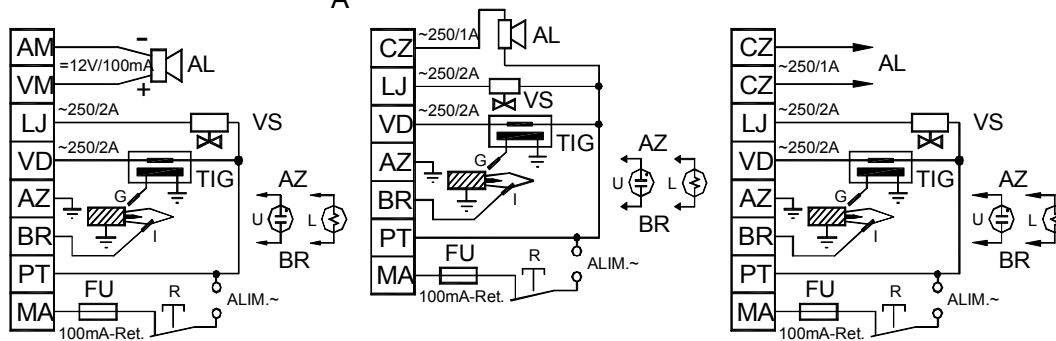 A
AM
- 
=12V/100mA
AL
VM
+
LJ
~250/2A
VS
VD
~250/2A
TIG
G
AZ
I
BR
AZ
U
L
BR
PT
FU
R
ALIM.~
MA
100mA-Ret.
CZ
~250/1A
AL
LJ
~250/2A
VS
VD
~250/2A
TIG
G
AZ
I
BR
AZ
U
L
BR
PT
FU
R
ALIM.~
MA
100mA-Ret.
CZ
~250/1A
AL
CZ
LJ
~250/2A
VS
VD
~250/2A
TIG
G
AZ
I
BR
AZ
U
L
BR
PT
FU
R
ALIM.~
MA
100mA-Ret.